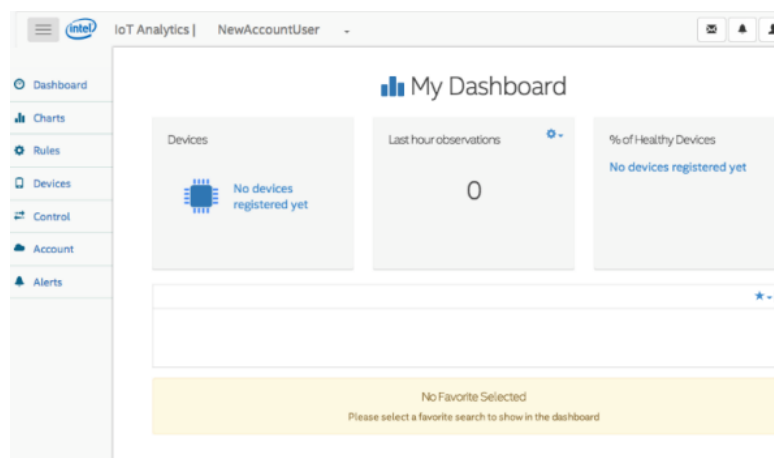 intel
IoT Analytics | NewAccountUser
Dashboard
Charts
Rules
Devices
Control
Account
Alerts
My Dashboard
Devices
No devices
registered yet
Last hour observations
0
% of Healthy Devices
No devices registered yet
No Favorite Selected
Please select a favorite search to show in the dashboard